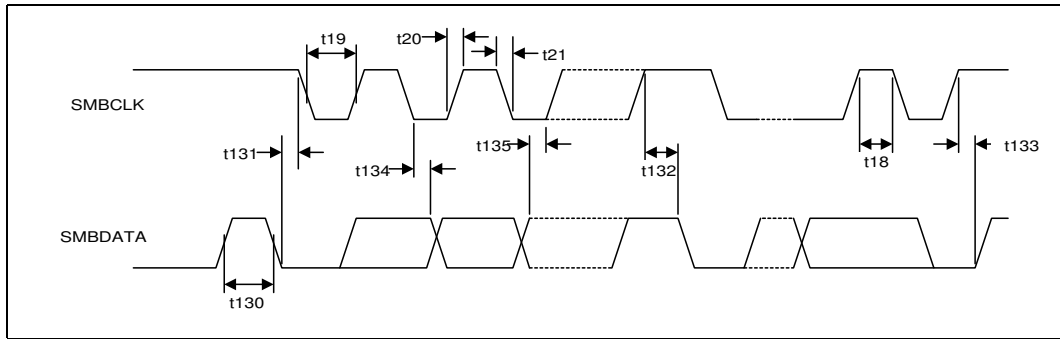 t19
t20
t21
SMBCLK
t131
t134
t135
t132
t18
t133
SMBDATA
t130